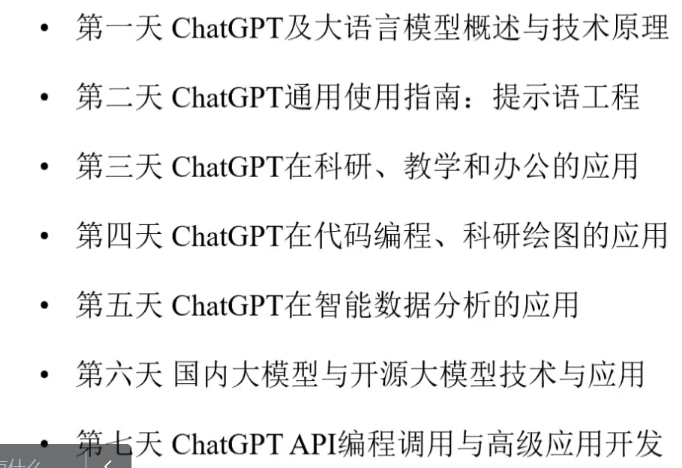 • 第一天 ChatGPT及大语言模型概述与技术原理
• 第二天 ChatGPT通用使用指南：提示语工程
• 第三天 ChatGPT在科研、教学和办公的应用
• 第四天 ChatGPT在代码编程、科研绘图的应用
• 第五天 ChatGPT在智能数据分析的应用
• 第六天 国内大模型与开源大模型技术与应用
• 第七天 ChatGPT API编程调用与高级应用开发